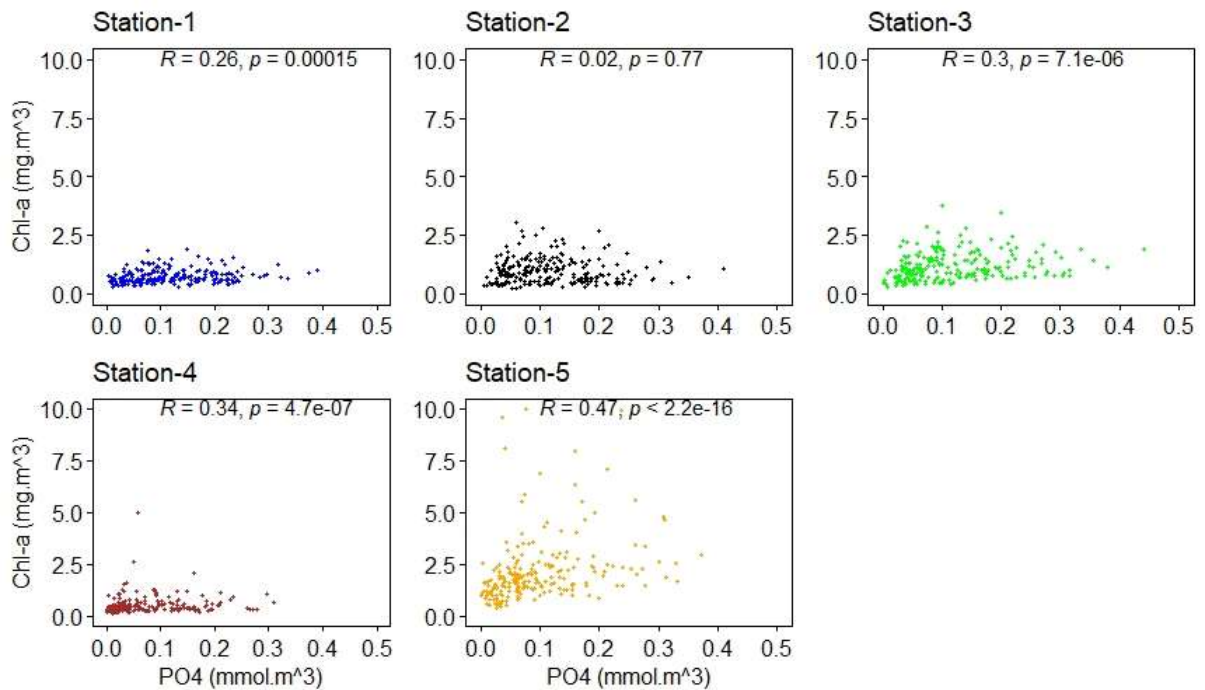 Station-1
R = 0.26, p = 0.00015
10.0
7.5
5.0
2.5
0.0
Chl-a (mg.m^3)
0.0 0.1 0.2 0.3 0.4 0.5
Station-2
R = 0.02, p = 0.77
10.0
7.5
5.0
2.5
0.0
0.0 0.1 0.2 0.3 0.4 0.5
Station-3
R = 0.3, p = 7.1e-06
10.0
7.5
5.0
2.5
0.0
0.0 0.1 0.2 0.3 0.4 0.5
Station-4
R = 0.34, p = 4.7e-07
10.0
7.5
5.0
2.5
0.0
Chl-a (mg.m^3)
0.0 0.1 0.2 0.3 0.4 0.5
PO4 (mmol.m^3)
Station-5
R = 0.47, p < 2.2e-16
10.0
7.5
5.0
2.5
0.0
0.0 0.1 0.2 0.3 0.4 0.5
PO4 (mmol.m^3)